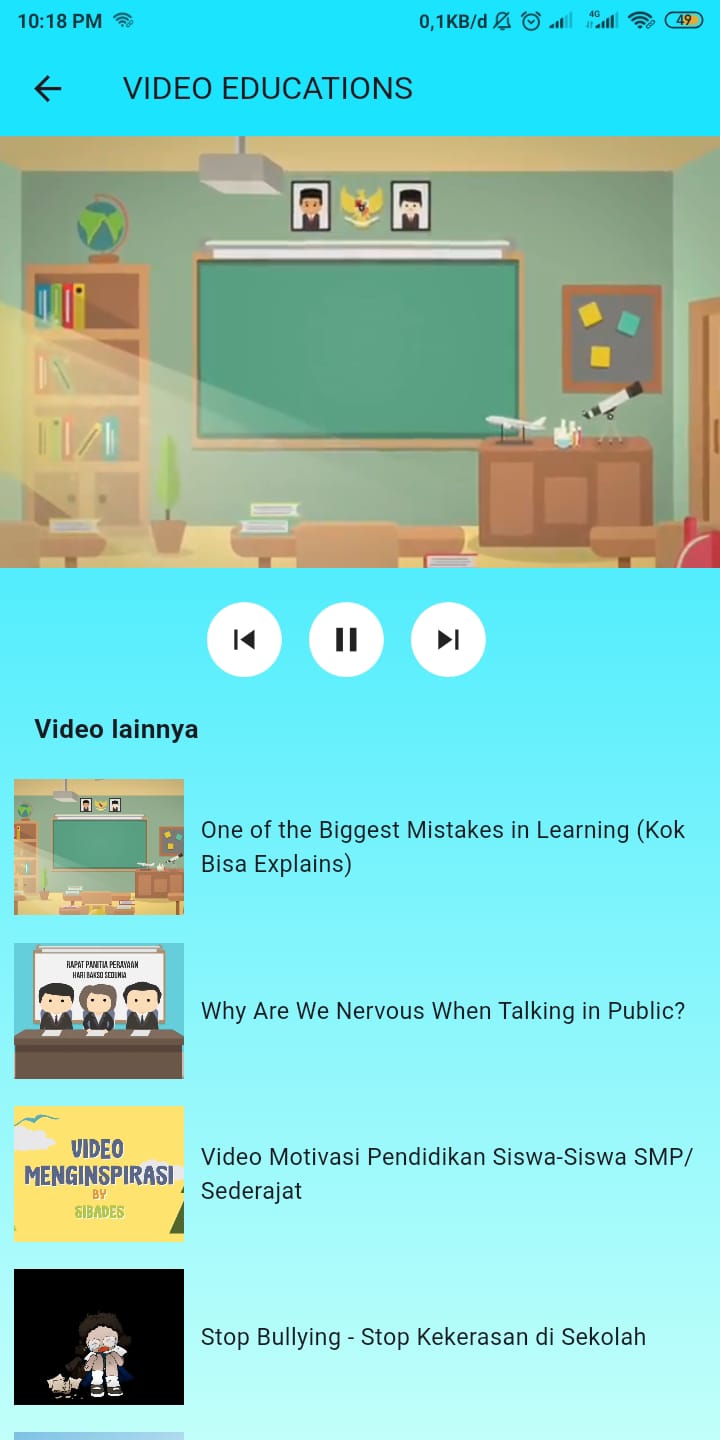 10:18 PM 0,1KB/d 4G 49
VIDEO EDUCATIONS
Video lainnya
One of the Biggest Mistakes in Learning (Kok
Bisa Explains)
RAPAT PANITIA PERAYAAN
HARI BAKSO SEDUNIA
Why Are We Nervous When Talking in Public?
VIDEO
MENGINSPIRASI
BY
SIBADES
Video Motivasi Pendidikan Siswa-Siswa SMP/
Sederajat
Stop Bullying - Stop Kekerasan di Sekolah